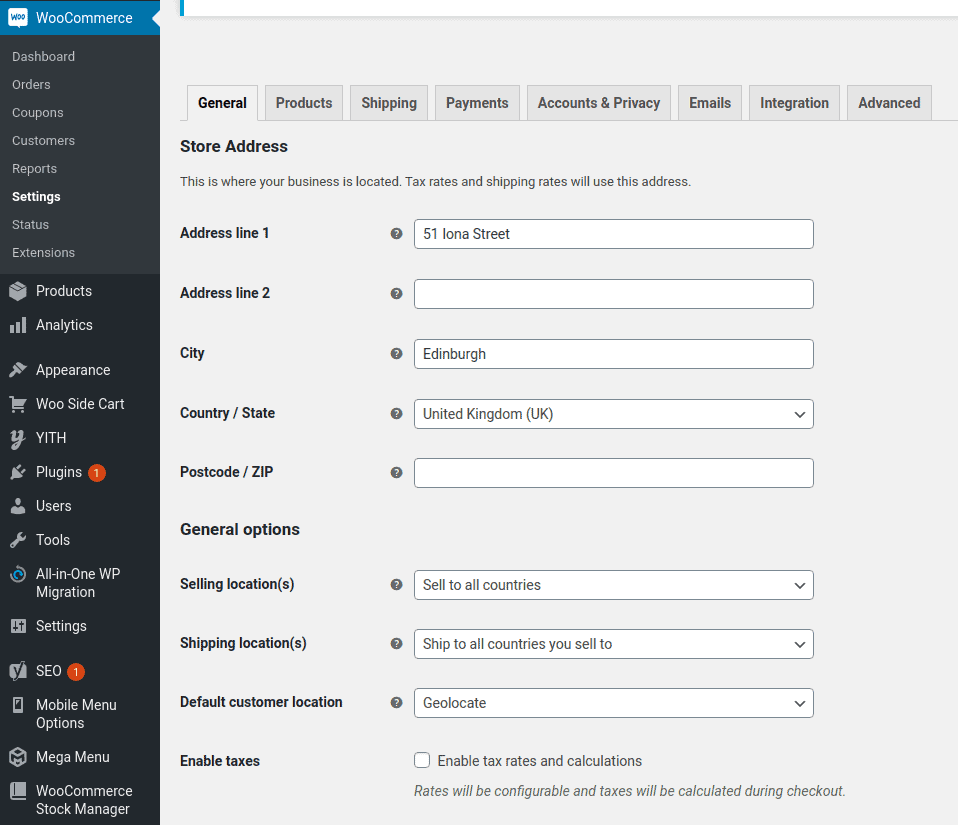 WooCommerce
Dashboard
Orders
Coupons
Customers
Reports
Settings
Status
Extensions
Products
Analytics
Appearance
Woo Side Cart
YITH
Plugins 1
Users
Tools
All-in-One WP
Migration
Settings
SEO 1
Mobile Menu
Options
Mega Menu
WooCommerce
Stock Manager
General Products Shipping Payments Accounts & Privacy Emails Integration Advanced
Store Address
This is where your business is located. Tax rates and shipping rates will use this address.
Address line 1 ? 51 Iona Street
Address line 2 ?
City ? Edinburgh
Country / State ? United Kingdom (UK)
Postcode / ZIP ?
General options
Selling location(s) ? Sell to all countries
Shipping location(s) ? Ship to all countries you sell to
Default customer location ? Geolocate
Enable taxes Enable tax rates and calculations
Rates will be configurable and taxes will be calculated during checkout.